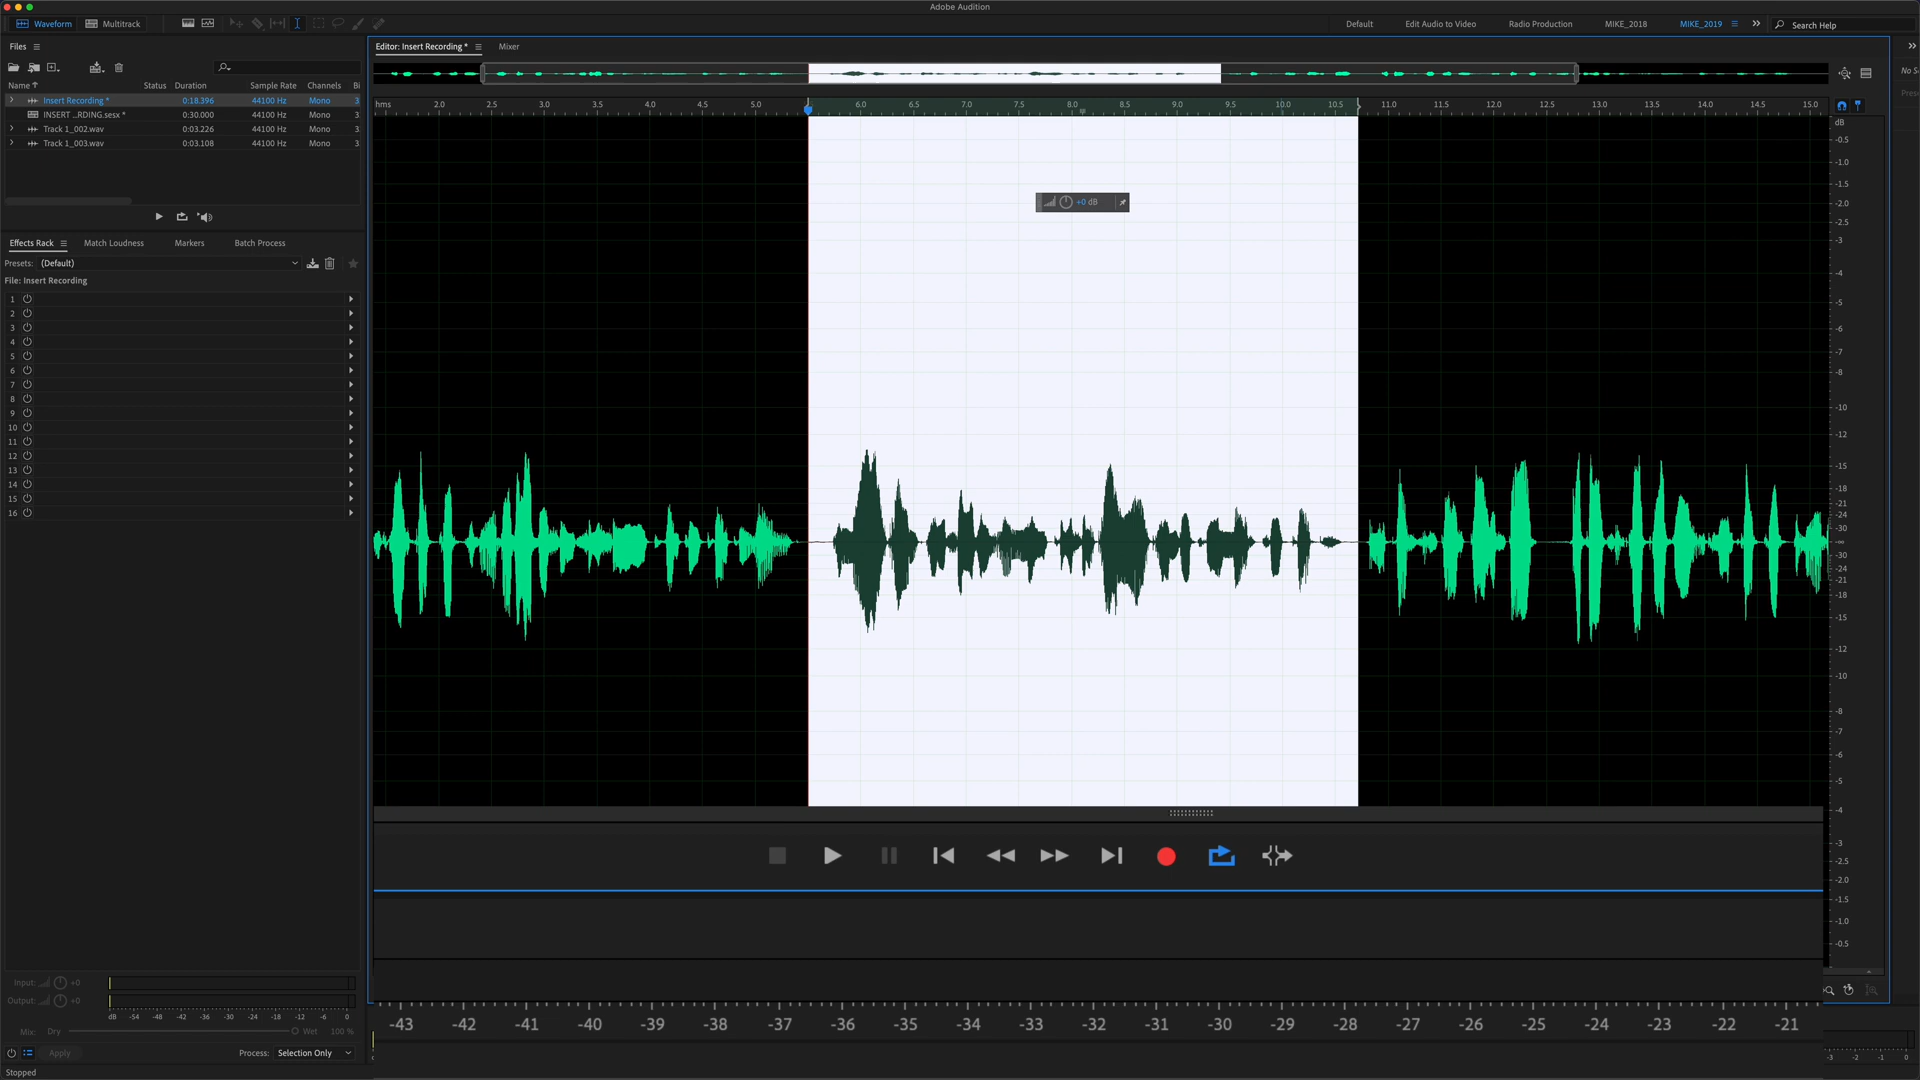 Adobe Audition
Waveform Multitrack
Default Edit Audio to Video Radio Production MIKE_2018 MIKE_2019 Search Help
Files
Editor: Insert Recording * Mixer
Name Status Duration Sample Rate Channels Bi
Insert Recording * 0:18.396 44100 Hz Mono 3
INSERT ...RDING.sesx * 0:30.000 44100 Hz Mono 3
Track 1_002.wav 0:03.226 44100 Hz Mono 3
Track 1_003.wav 0:03.108 44100 Hz Mono 3
No S
Prese
hms 2.0 2.5 3.0 3.5 4.0 4.5 5.0 6.0 6.5 7.0 7.5 8.0 8.5 9.0 9.5 10.0 10.5 11.0 11.5 12.0 12.5 13.0 13.5 14.0 14.5 15.0
+0 dB
Effects Rack Match Loudness Markers Batch Process
Presets: (Default)
File: Insert Recording
1
2
3
4
5
6
7
8
9
10
11
12
13
14
15
16
dB
-0.5
-1.0
-1.5
-2.0
-2.5
-3
-4
-5
-6
-7
-8
-10
-12
-15
-18
-21
-24
-30
-∞
-30
-24
-21
-18
-15
-12
-10
-8
-7
-6
-5
-4
-3
-2.5
-2.0
-1.5
-1.0
-0.5
Input: +0
Output: +0
dB -54 -48 -42 -36 -30 -24 -18 -12 -6 0
Mix: Dry Wet 100 %
Apply Process: Selection Only
-43 -42 -41 -40 -39 -38 -37 -36 -35 -34 -33 -32 -31 -30 -29 -28 -27 -26 -25 -24 -23 -22 -21
-3 -2 -1 0
Stopped